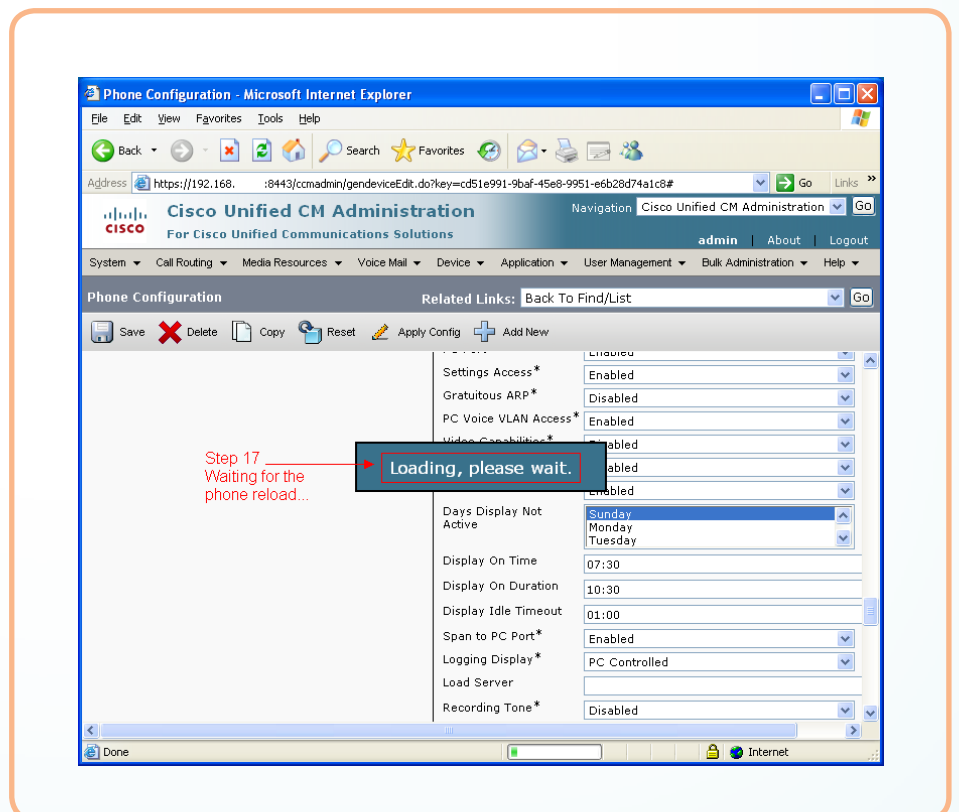 Phone Configuration - Microsoft Internet Explorer
File Edit View Favorites Tools Help
Back Search Favorites
Address https://192.168. :8443/ccmadmin/gendeviceEdit.do?key=cd51e991-9baf-45e8-9951-e6b28d74a1c8# Go Links »
cisco Cisco Unified CM Administration
For Cisco Unified Communications Solutions
Navigation Cisco Unified CM Administration Go
admin | About | Logout
System Call Routing Media Resources Voice Mail Device Application User Management Bulk Administration Help
Phone Configuration Related Links: Back To Find/List Go
Save Delete Copy Reset Apply Config Add New
Enabled
Settings Access* Enabled
Gratuitous ARP* Disabled
PC Voice VLAN Access* Enabled
Video Capabilities*
Step 17
Waiting for the
phone reload...
Loading, please wait.
Enabled
Days Display Not
Active
Sunday
Monday
Tuesday
Display On Time 07:30
Display On Duration 10:30
Display Idle Timeout 01:00
Span to PC Port* Enabled
Logging Display* PC Controlled
Load Server
Recording Tone* Disabled
Done Internet